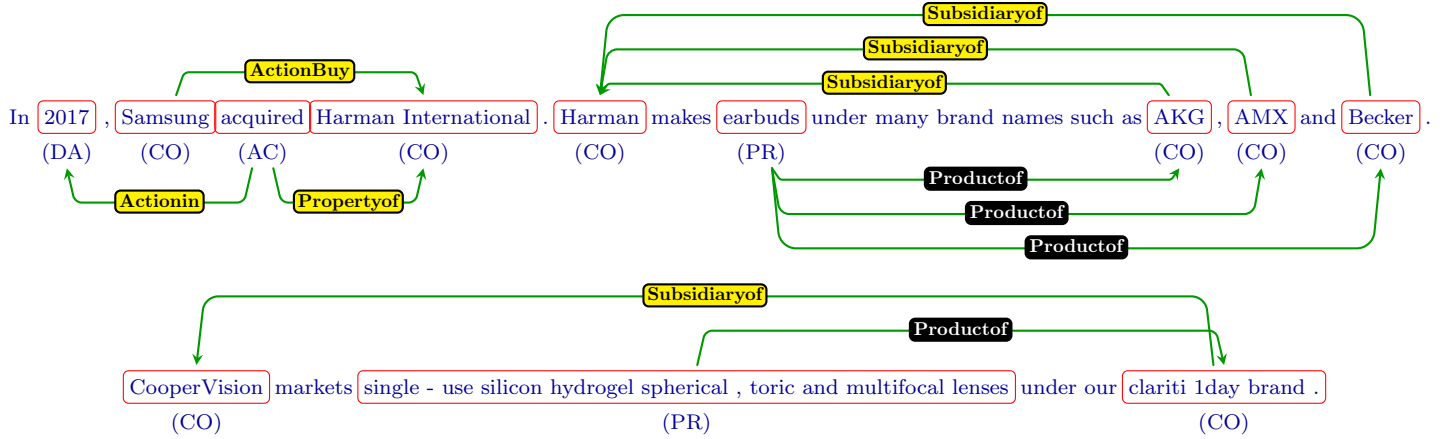 Subsidiaryof
ActionBuy Subsidiaryof
Subsidiaryof
In 2017 , Samsung acquired Harman International . Harman makes earbuds under many brand names such as AKG , AMX and Becker .
(DA) (CO) (AC) (CO) (CO) (PR) (CO) (CO) (CO)
Productof
Actionin Propertyof
Productof
Productof
Subsidiaryof
Productof
CooperVision markets single - use silicon hydrogel spherical , toric and multifocal lenses under our clariti 1day brand .
(CO) (PR) (CO)